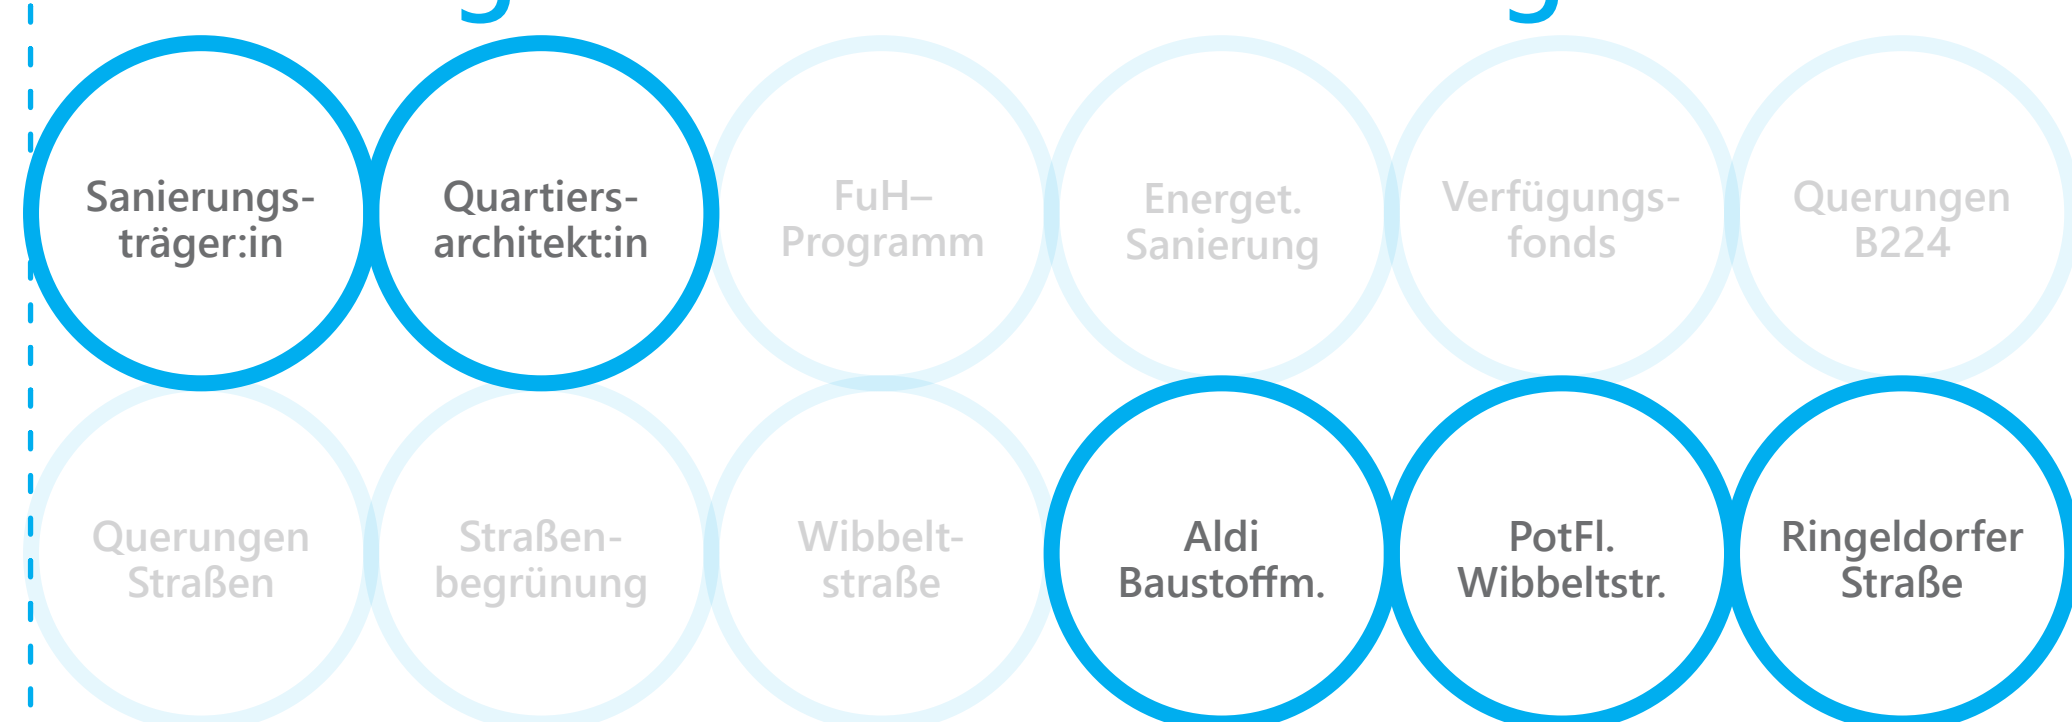 Sanierungs-
träger:in
Quartiers-
architekt:in
FuH–
Programm
Energet.
Sanierung
Verfügungs-
fonds
Querungen
B224
Querungen
Straßen
Straßen-
begrünung
Wibbelt-
straße
Aldi
Baustoffm.
PotFl.
Wibbeltstr.
Ringeldorfer
Straße